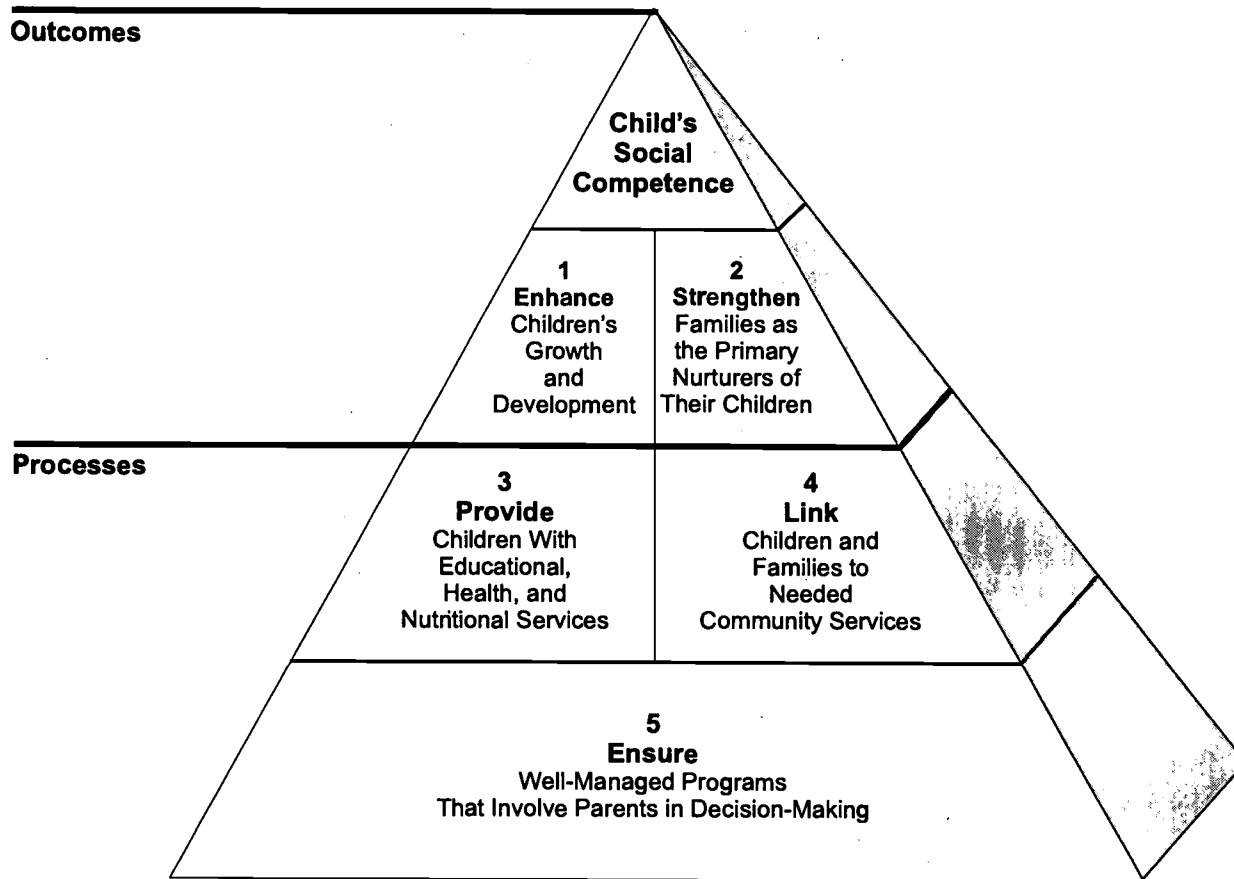 Outcomes
Child's
Social
Competence
1
Enhance
Children's
Growth
and
Development
2
Strengthen
Families as
the Primary
Nurturers of
Their Children
Processes
3
Provide
Children With
Educational,
Health, and
Nutritional Services
4
Link
Children and
Families to
Needed
Community Services
5
Ensure
Well-Managed Programs
That Involve Parents in Decision-Making